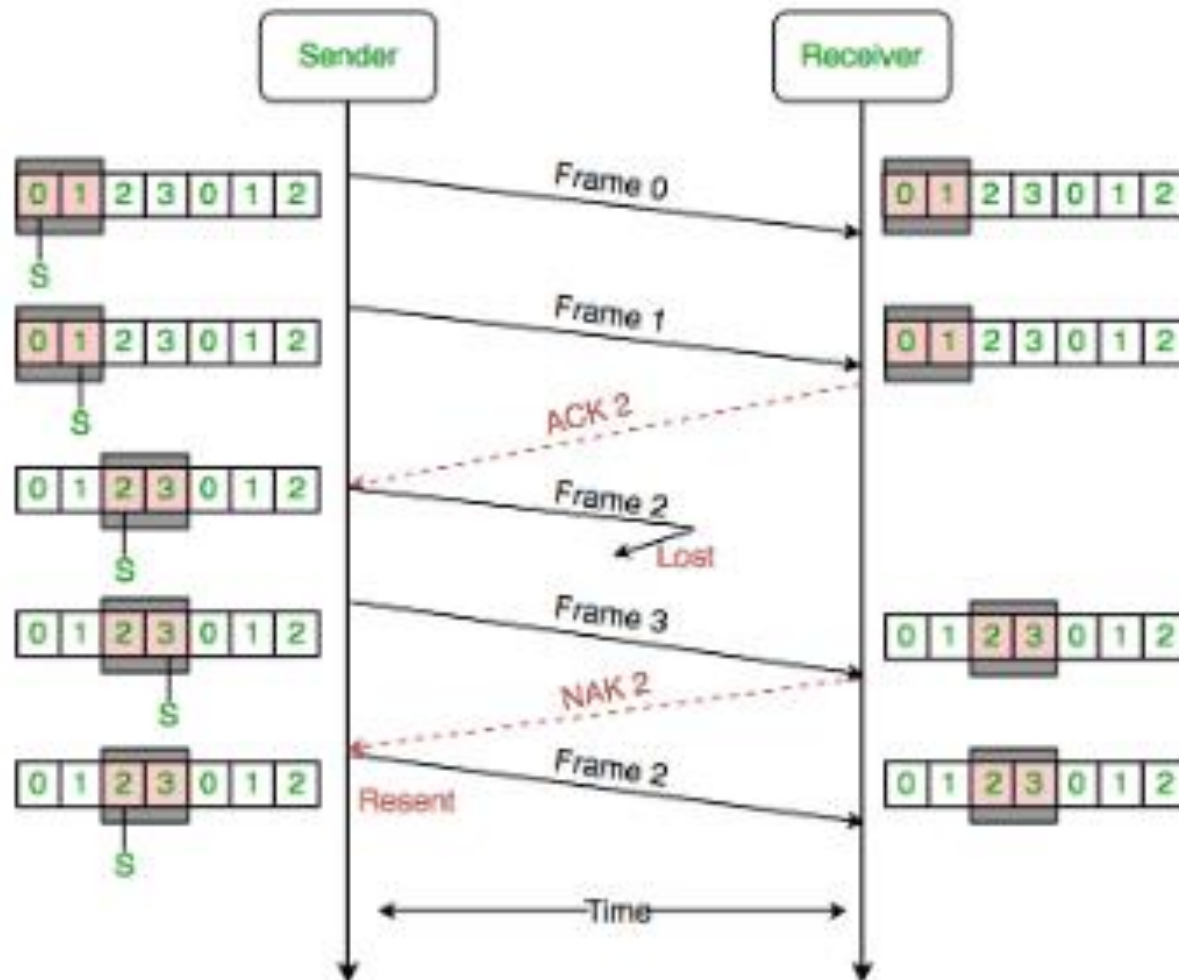 Sender
Receiver
0 1 2 3 0 1 2
Frame 0
0 1 2 3 0 1 2
S
0 1 2 3 0 1 2
Frame 1
0 1 2 3 0 1 2
S
ACK 2
0 1 2 3 0 1 2
Frame 2
Lost
S
0 1 2 3 0 1 2
Frame 3
0 1 2 3 0 1 2
NAK 2
S
0 1 2 3 0 1 2
Frame 2
0 1 2 3 0 1 2
Resent
S
Time